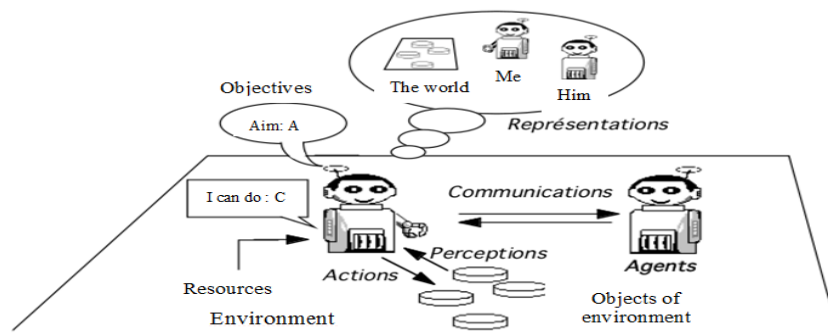 The world
Me
Him
Objectives
Aim: A
Représentations
I can do : C
Communications
Perceptions
Agents
Actions
Resources
Objects of
environment
Environment